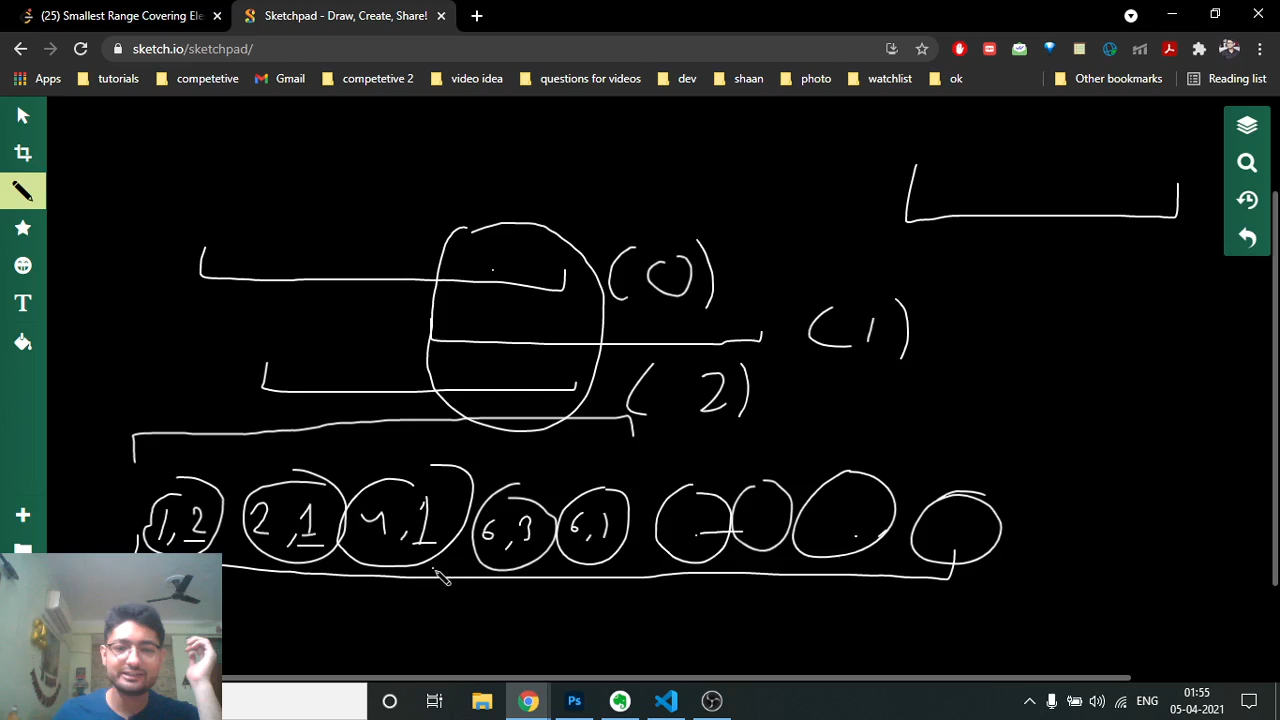 (25) Smallest Range Covering Ele
Sketchpad - Draw, Create, Share!
sketch.io/sketchpad/
Apps tutorials competetive Gmail competetive 2 video idea questions for videos dev shaan photo watchlist ok Other bookmarks Reading list
(0)
(1)
(2)
1,2 2,1 4,1 6,3 6,1
ENG
01:55
05-04-2021